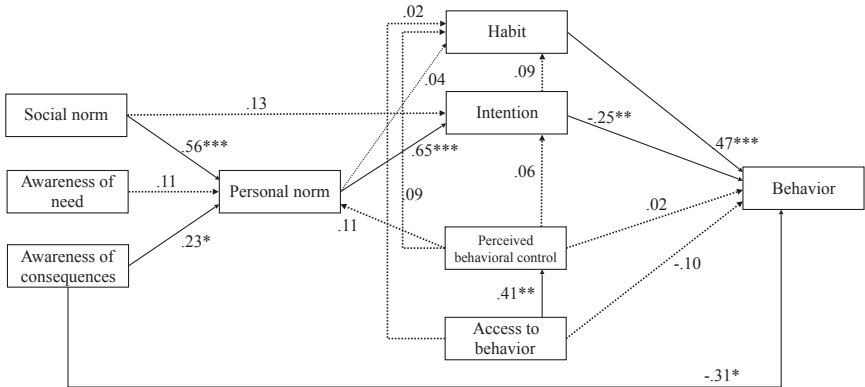 .02
Habit
.09
.04
Social norm
.13
Intention
-.25**
.56***
.65***
.47***
Awareness of
need
.11
Personal norm
.09
.06
Behavior
.02
Awareness of
consequences
.23*
.11
Perceived
behavioral control
-.10
.41**
Access to
behavior
-.31*